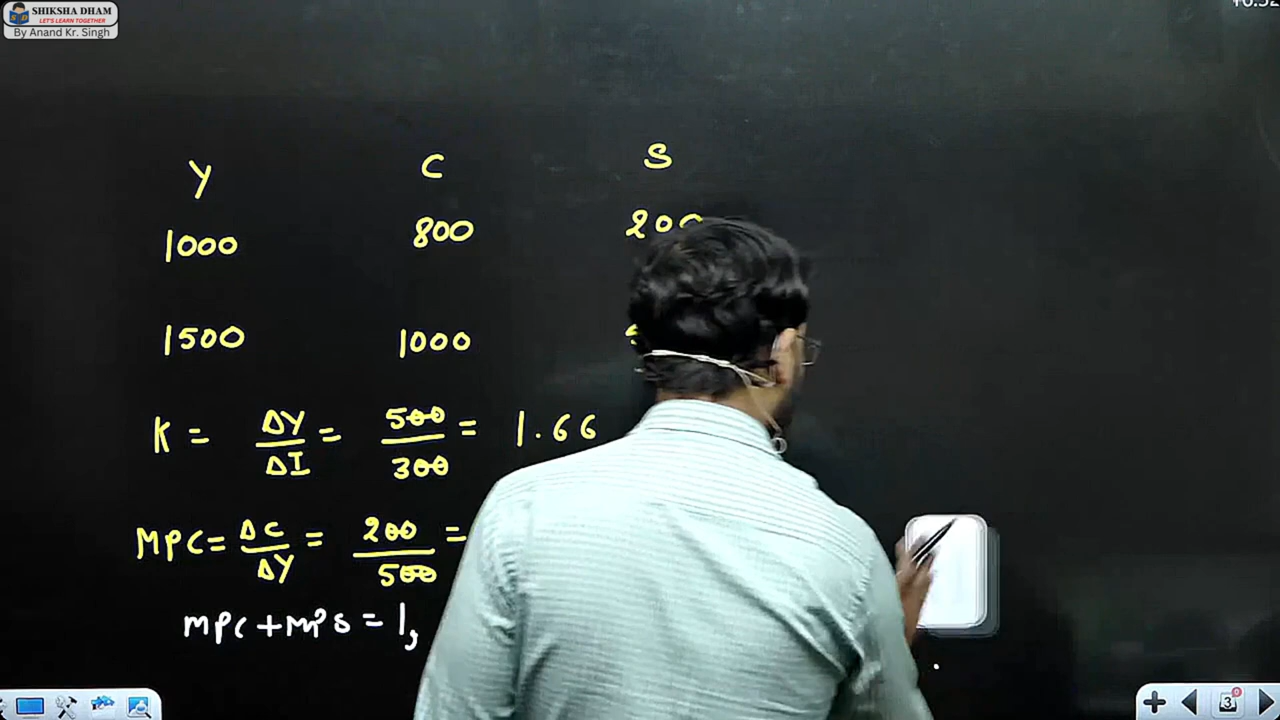 SHIKSHA DHAM
LET'S LEARN TOGETHER
By Anand Kr. Singh
Y C S
1000 800 200
1500 1000
K = ΔY/ΔI = 500/300 = 1.66
MPC = ΔC/ΔY = 200/500 =
MPC + MPS = 1,
3